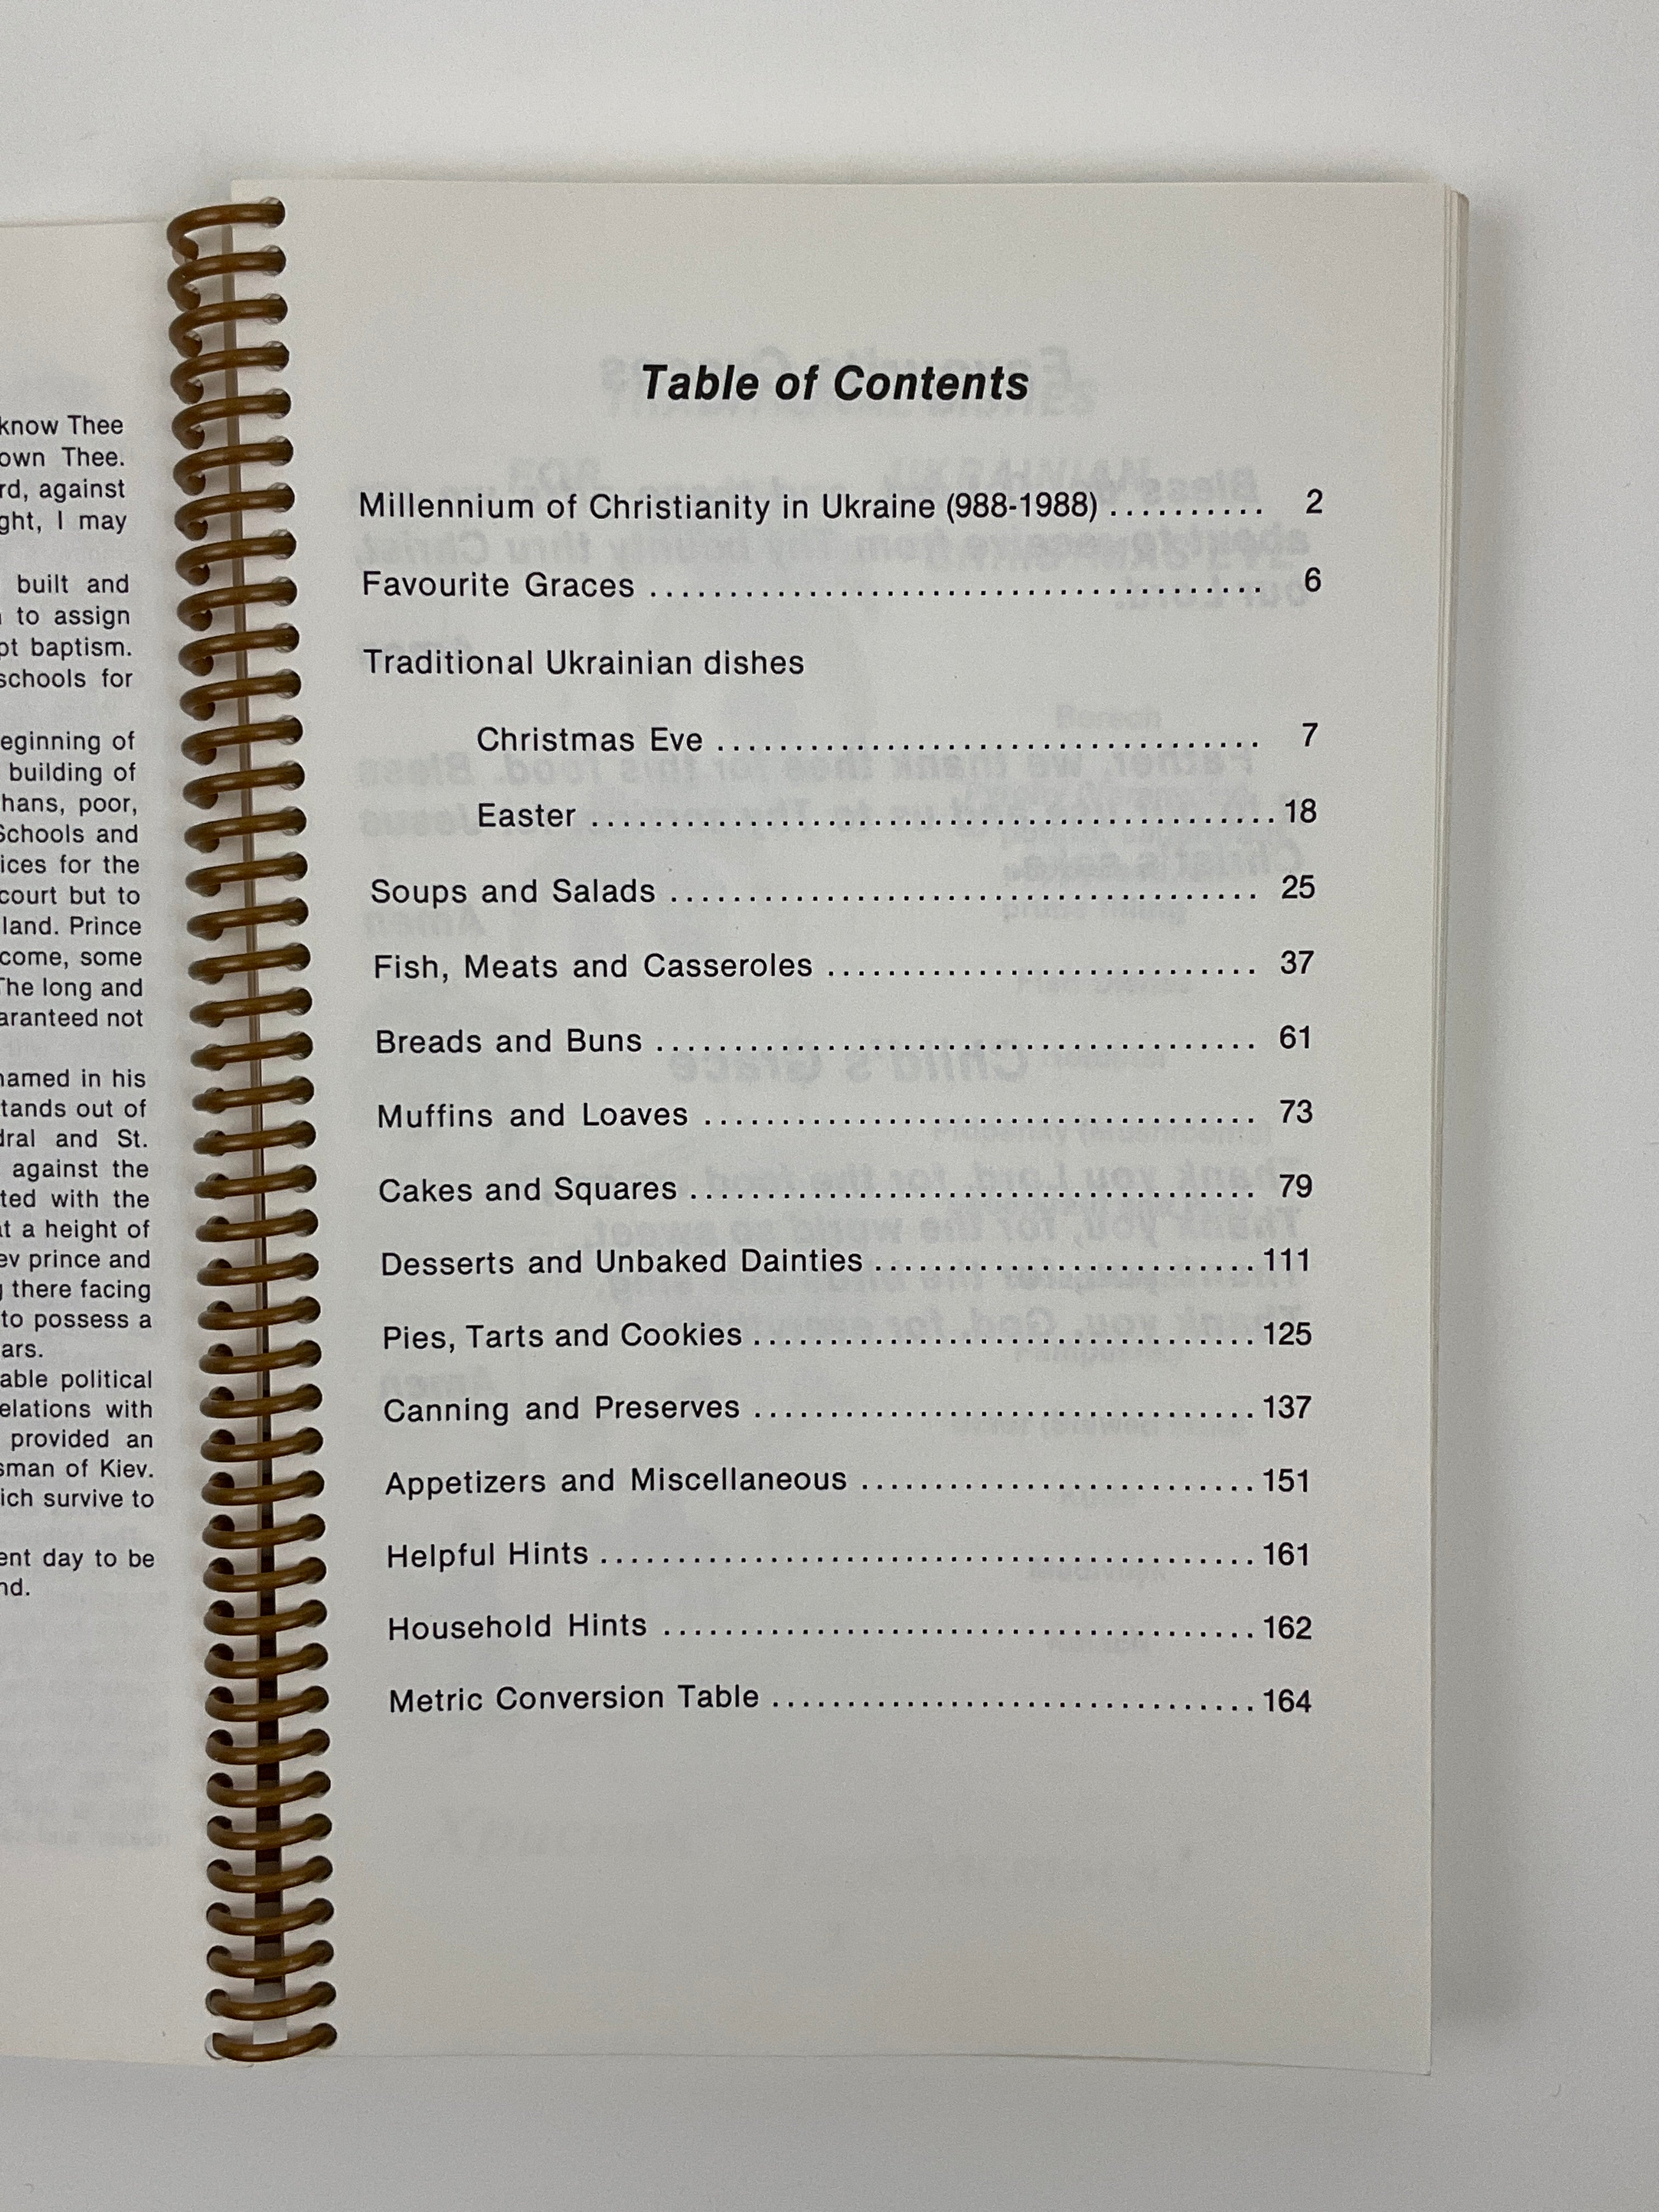 know Thee
own Thee.
rd, against
ght, I may
built and
to assign
pt baptism.
schools for
eginning of
building of
hans, poor,
Schools and
ices for the
court but to
land. Prince
come, some
The long and
aranteed not
named in his
tands out of
dral and St.
against the
ted with the
at a height of
ev prince and
there facing
to possess a
ars.
able political
elations with
provided an
sman of Kiev.
ich survive to
ent day to be
nd.
Table of Contents
Millennium of Christianity in Ukraine (988-1988) .......... 2
Favourite Graces ........................................ 6
Traditional Ukrainian dishes
Christmas Eve ................................... 7
Easter ............................................ 18
Soups and Salads ...................................... 25
Fish, Meats and Casseroles ............................ 37
Breads and Buns ....................................... 61
Muffins and Loaves .................................... 73
Cakes and Squares ..................................... 79
Desserts and Unbaked Dainties ......................... 111
Pies, Tarts and Cookies ................................. 125
Canning and Preserves ................................. 137
Appetizers and Miscellaneous .......................... 151
Helpful Hints ........................................... 161
Household Hints ....................................... 162
Metric Conversion Table ................................ 164